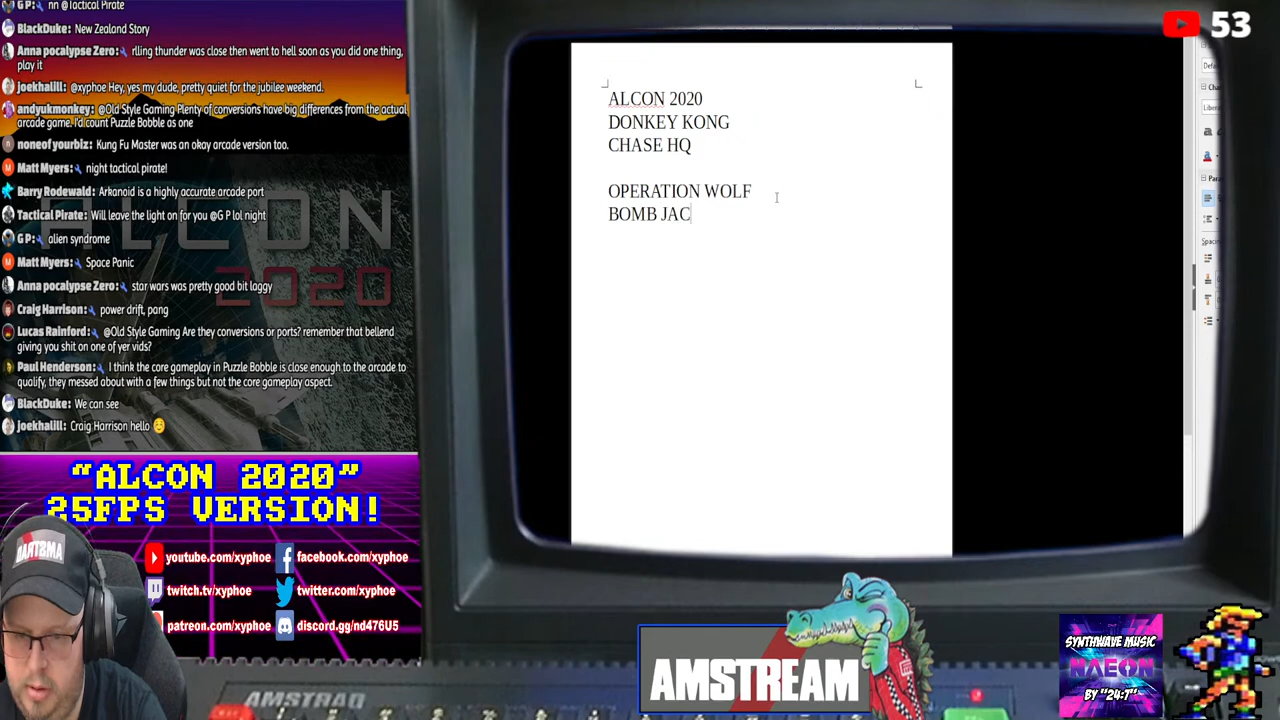 G P: nn @Tactical Pirate
BlackDuke: New Zealand Story
Anna pocalypse Zero: rlling thunder was close then went to hell soon as you did one thing,
play it
joekhalill: @xyphoe Hey, yes my dude, pretty quiet for the jubilee weekend.
andyukmonkey: @Old Style Gaming Plenty of conversions have big differences from the actual
arcade game. I'd count Puzzle Bobble as one
noneofyourbiz: Kung Fu Master was an okay arcade version too.
Matt Myers: night tactical pirate!
Barry Rodewald: Arkanoid is a highly accurate arcade port
Tactical Pirate: Will leave the light on for you @G P lol night
G P: alien syndrome
Matt Myers: Space Panic
Anna pocalypse Zero: star wars was pretty good bit laggy
Craig Harrison: power drift, pang
Lucas Rainford: @Old Style Gaming Are they conversions or ports? remember that bellend
giving you shit on one of yer vids?
Paul Henderson: I think the core gameplay in Puzzle Bobble is close enough to the arcade to
qualify, they messed about with a few things but not the core gameplay aspect.
BlackDuke: We can see
joekhalill: Craig Harrison hello
ALCON
2020
"ALCON 2020"
25FPS VERSION!
youtube.com/xyphoe
facebook.com/xyphoe
twitch.tv/xyphoe
twitter.com/xyphoe
patreon.com/xyphoe
discord.gg/nd476U5
53
ALCON 2020
DONKEY KONG
CHASE HQ
OPERATION WOLF
BOMB JAC
AMSTRAD
AMSTREAM
SYNTHWAVE MUSIC
NAEON
BY "24:7"